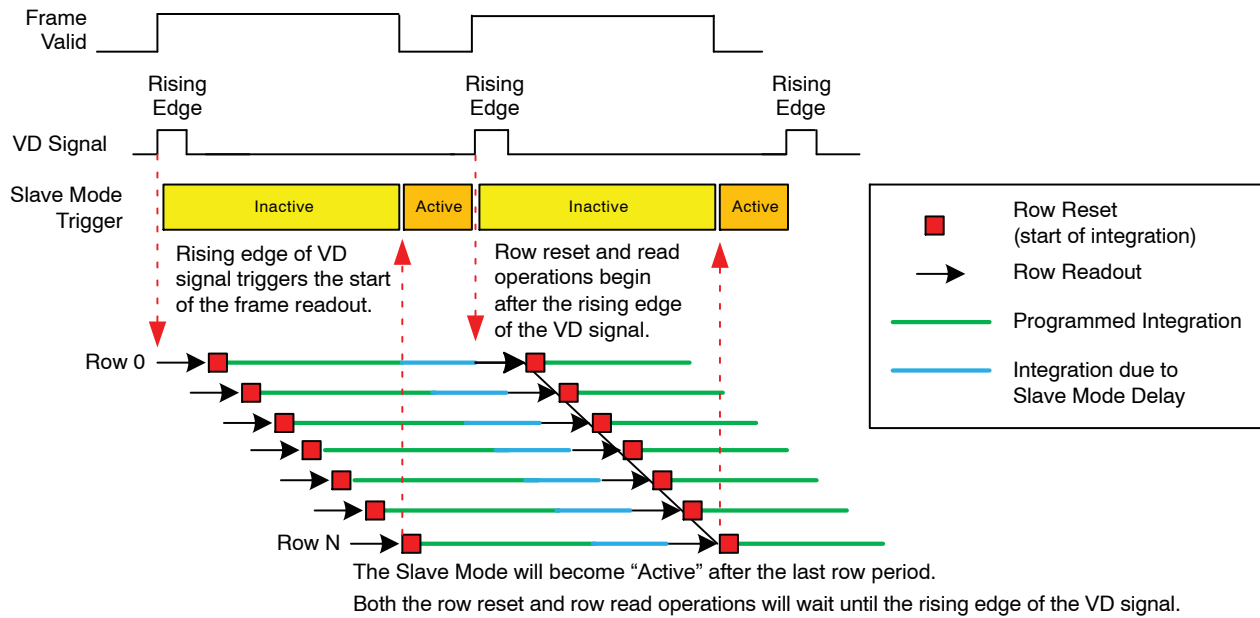 Frame
Valid
Rising
Edge
Rising
Edge
Rising
Edge
VD Signal
Slave Mode
Trigger
Inactive
Active
Inactive
Active
Rising edge of VD
signal triggers the start
of the frame readout.
Row reset and read
operations begin
after the rising edge
of the VD signal.
Row Reset
(start of integration)
Row Readout
Programmed Integration
Integration due to
Slave Mode Delay
Row 0
Row N
The Slave Mode will become “Active” after the last row period.
Both the row reset and row read operations will wait until the rising edge of the VD signal.